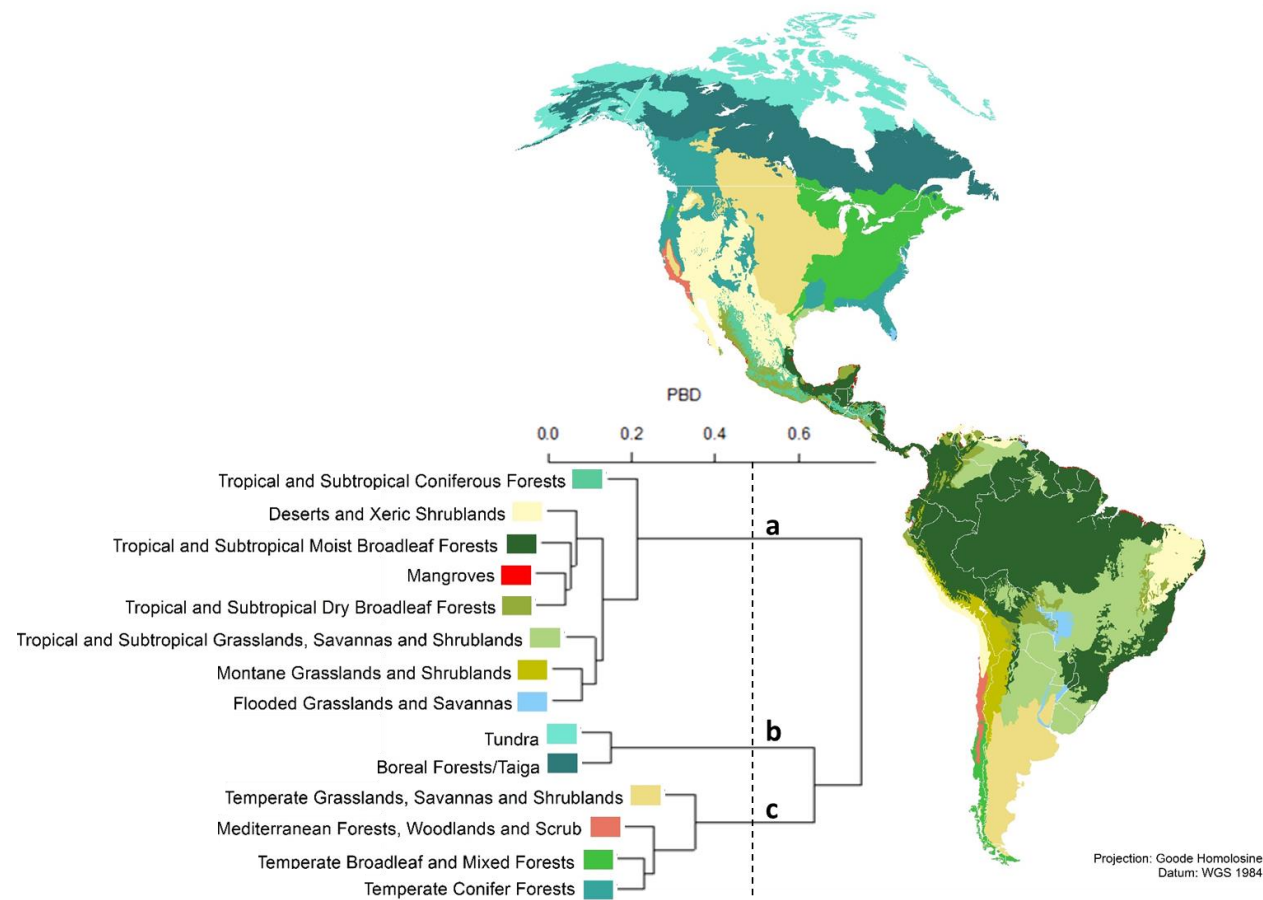 PBD
0.0 0.2 0.4 0.6
Tropical and Subtropical Coniferous Forests
Deserts and Xeric Shrublands
a
Tropical and Subtropical Moist Broadleaf Forests
Mangroves
Tropical and Subtropical Dry Broadleaf Forests
Tropical and Subtropical Grasslands, Savannas and Shrublands
Montane Grasslands and Shrublands
Flooded Grasslands and Savannas
b
Tundra
Boreal Forests/Taiga
Temperate Grasslands, Savannas and Shrublands
c
Mediterranean Forests, Woodlands and Scrub
Temperate Broadleaf and Mixed Forests
Temperate Conifer Forests
Projection: Goode Homolosine
Datum: WGS 1984